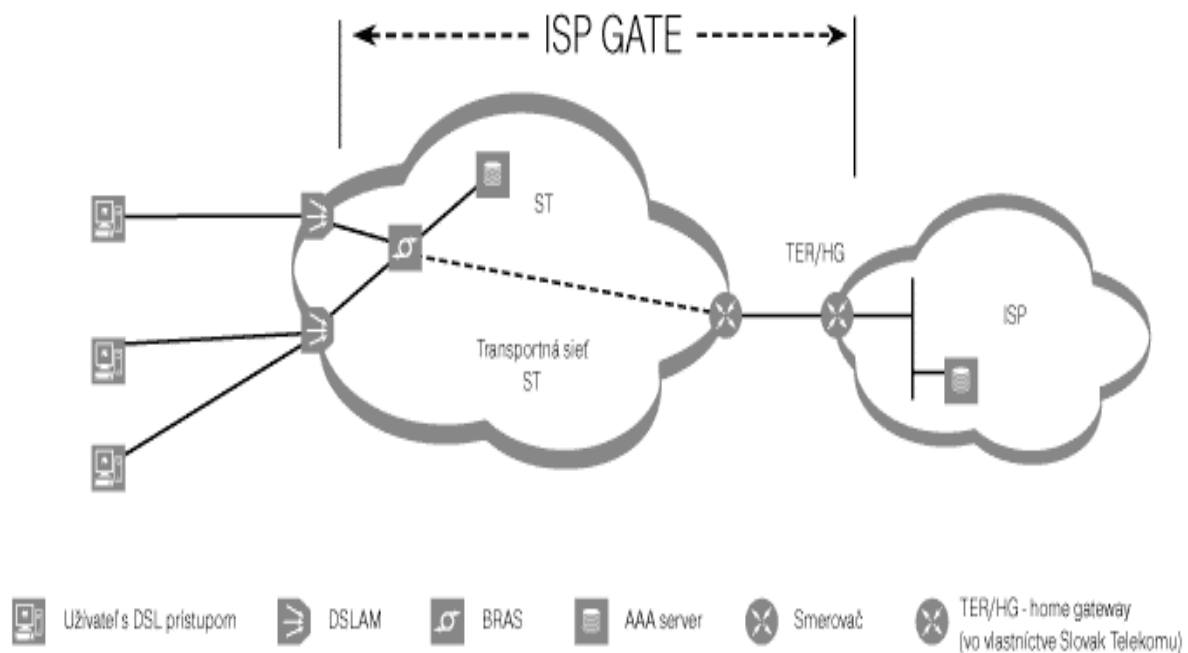 ISP GATE
ST
TER/HG
ISP
Transportná sieť
ST
Užívateľ s DSL prístupom
DSLAM
BRAS
AAA server
Smerovač
TER/HG - home gateway
(vo vlastníctve Slovak Telekomu)